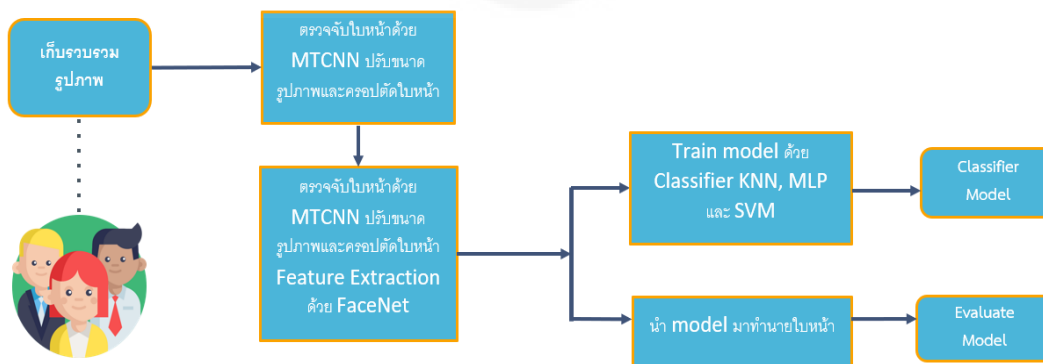 เก็บรวบรวม
รูปภาพ
ตรวจจับใบหน้าด้วย
MTCNN ปรับขนาด
รูปภาพและครอปตัดใบหน้า
ตรวจจับใบหน้าด้วย
MTCNN ปรับขนาด
รูปภาพและครอปตัดใบหน้า
Feature Extraction
ด้วย FaceNet
Train model ด้วย
Classifier KNN, MLP
และ SVM
Classifier
Model
นำ model มาทำนายใบหน้า
Evaluate
Model